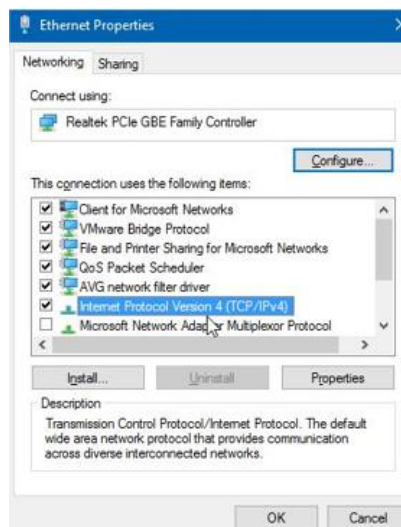 Ethernet Properties
Networking Sharing
Connect using:
Realtek PCIe GBE Family Controller
Configure...
This connection uses the following items:
Client for Microsoft Networks
VMware Bridge Protocol
File and Printer Sharing for Microsoft Networks
QoS Packet Scheduler
AVG network filter driver
Internet Protocol Version 4 (TCP/IPv4)
Microsoft Network Adapter Multiplexor Protocol
Install... Uninstall Properties
Description
Transmission Control Protocol/Internet Protocol. The default
wide area network protocol that provides communication
across diverse interconnected networks.
OK Cancel